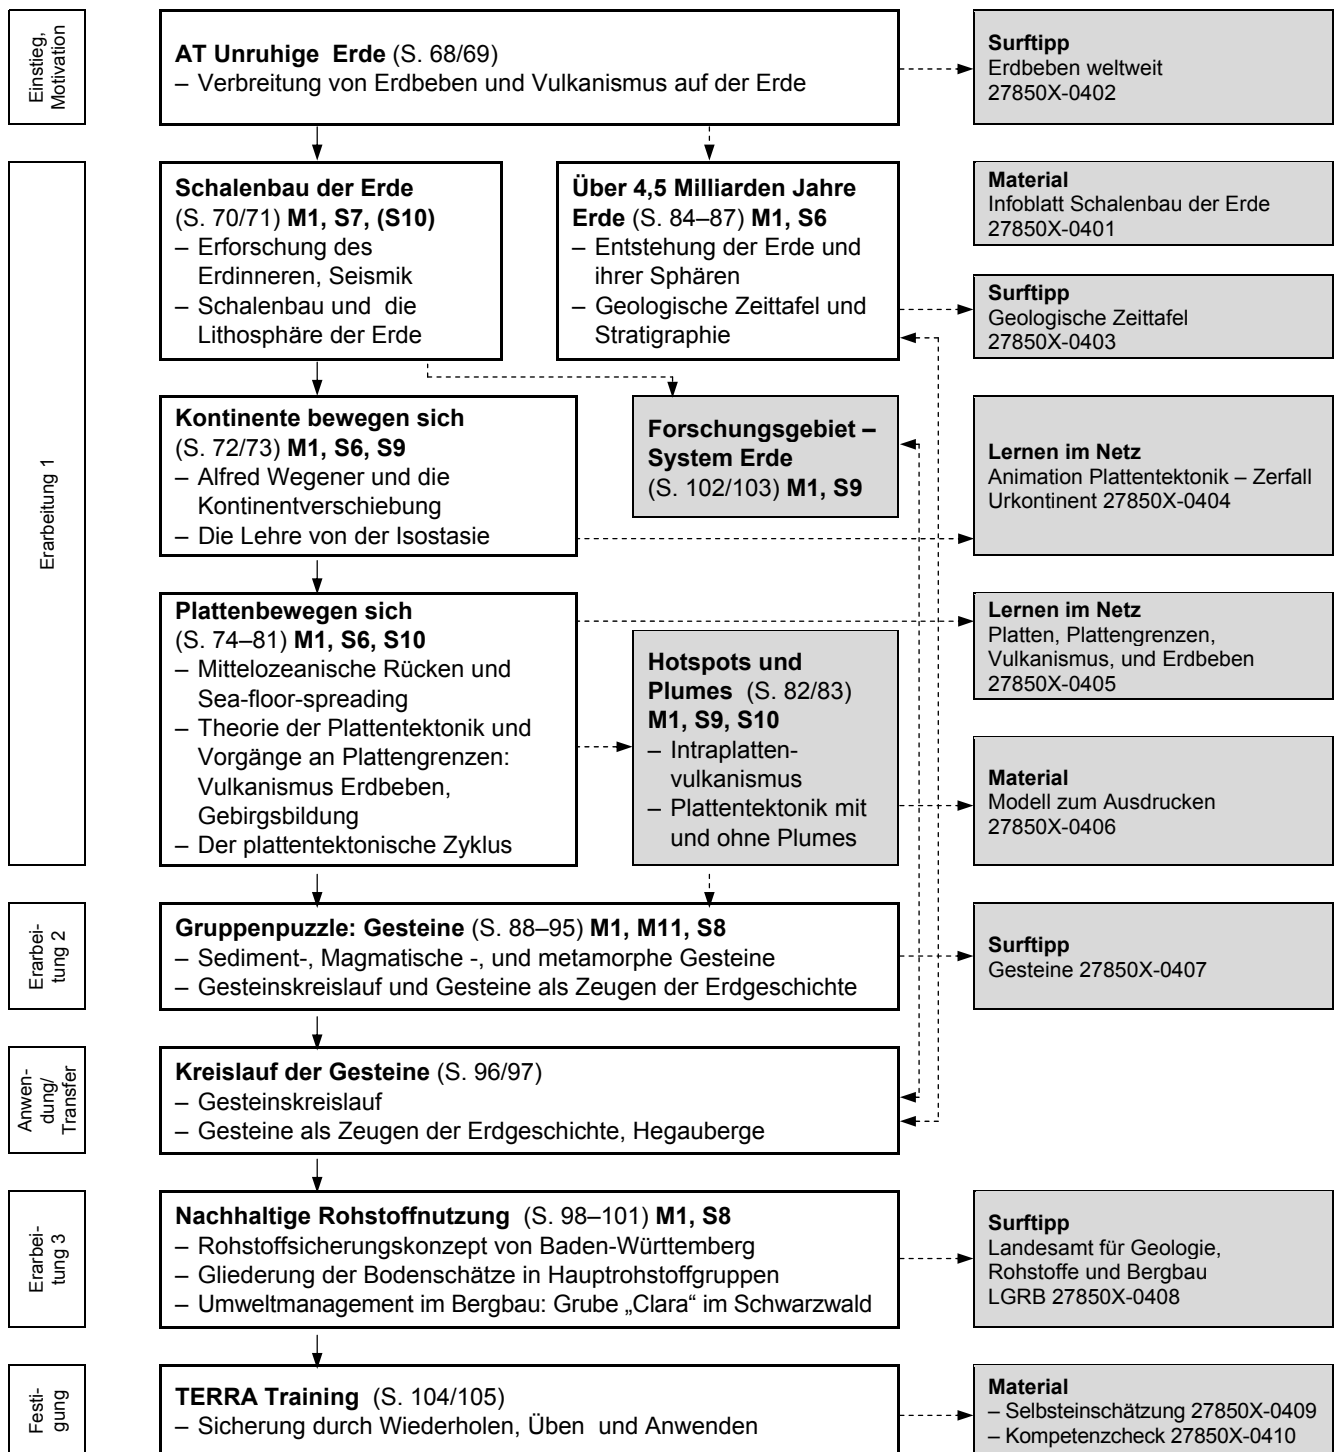 Einstieg,
Motivation
AT Unruhige  Erde (S. 68/69)
– Verbreitung von Erdbeben und Vulkanismus auf der Erde
Surftipp
Erdbeben weltweit
27850X-0402
Erarbeitung 1
Schalenbau der Erde
(S. 70/71) M1, S7, (S10)
– Erforschung des
Erdinneren, Seismik
– Schalenbau und  die
Lithosphäre der Erde
Über 4,5 Milliarden Jahre
Erde (S. 84–87) M1, S6
– Entstehung der Erde und
ihrer Sphären
– Geologische Zeittafel und
Stratigraphie
Material
Infoblatt Schalenbau der Erde
27850X-0401
Surftipp
Geologische Zeittafel
27850X-0403
Kontinente bewegen sich
(S. 72/73) M1, S6, S9
– Alfred Wegener und die
Kontinentverschiebung
– Die Lehre von der Isostasie
Forschungsgebiet –
System Erde
(S. 102/103) M1, S9
Lernen im Netz
Animation Plattentektonik – Zerfall
Urkontinent 27850X-0404
Plattenbewegen sich
(S. 74–81) M1, S6, S10
– Mittelozeanische Rücken und
Sea-floor-spreading
– Theorie der Plattentektonik und
Vorgänge an Plattengrenzen:
Vulkanismus Erdbeben,
Gebirgsbildung
– Der plattentektonische Zyklus
Hotspots und
Plumes  (S. 82/83)
M1, S9, S10
– Intraplatten-
vulkanismus
– Plattentektonik mit
und ohne Plumes
Lernen im Netz
Platten, Plattengrenzen,
Vulkanismus, und Erdbeben
27850X-0405
Material
Modell zum Ausdrucken
27850X-0406
Erarbei-
tung 2
Gruppenpuzzle: Gesteine (S. 88–95) M1, M11, S8
– Sediment-, Magmatische -, und metamorphe Gesteine
– Gesteinskreislauf und Gesteine als Zeugen der Erdgeschichte
Surftipp
Gesteine 27850X-0407
Anwen-
dung/
Transfer
Kreislauf der Gesteine (S. 96/97)
– Gesteinskreislauf
– Gesteine als Zeugen der Erdgeschichte, Hegauberge
Erarbei-
tung 3
Nachhaltige Rohstoffnutzung  (S. 98–101) M1, S8
– Rohstoffsicherungskonzept von Baden-Württemberg
– Gliederung der Bodenschätze in Hauptrohstoffgruppen
– Umweltmanagement im Bergbau: Grube „Clara“ im Schwarzwald
Surftipp
Landesamt für Geologie,
Rohstoffe und Bergbau
LGRB 27850X-0408
Festi-
gung
TERRA Training  (S. 104/105)
– Sicherung durch Wiederholen, Üben  und Anwenden
Material
– Selbsteinschätzung 27850X-0409
– Kompetenzcheck 27850X-0410